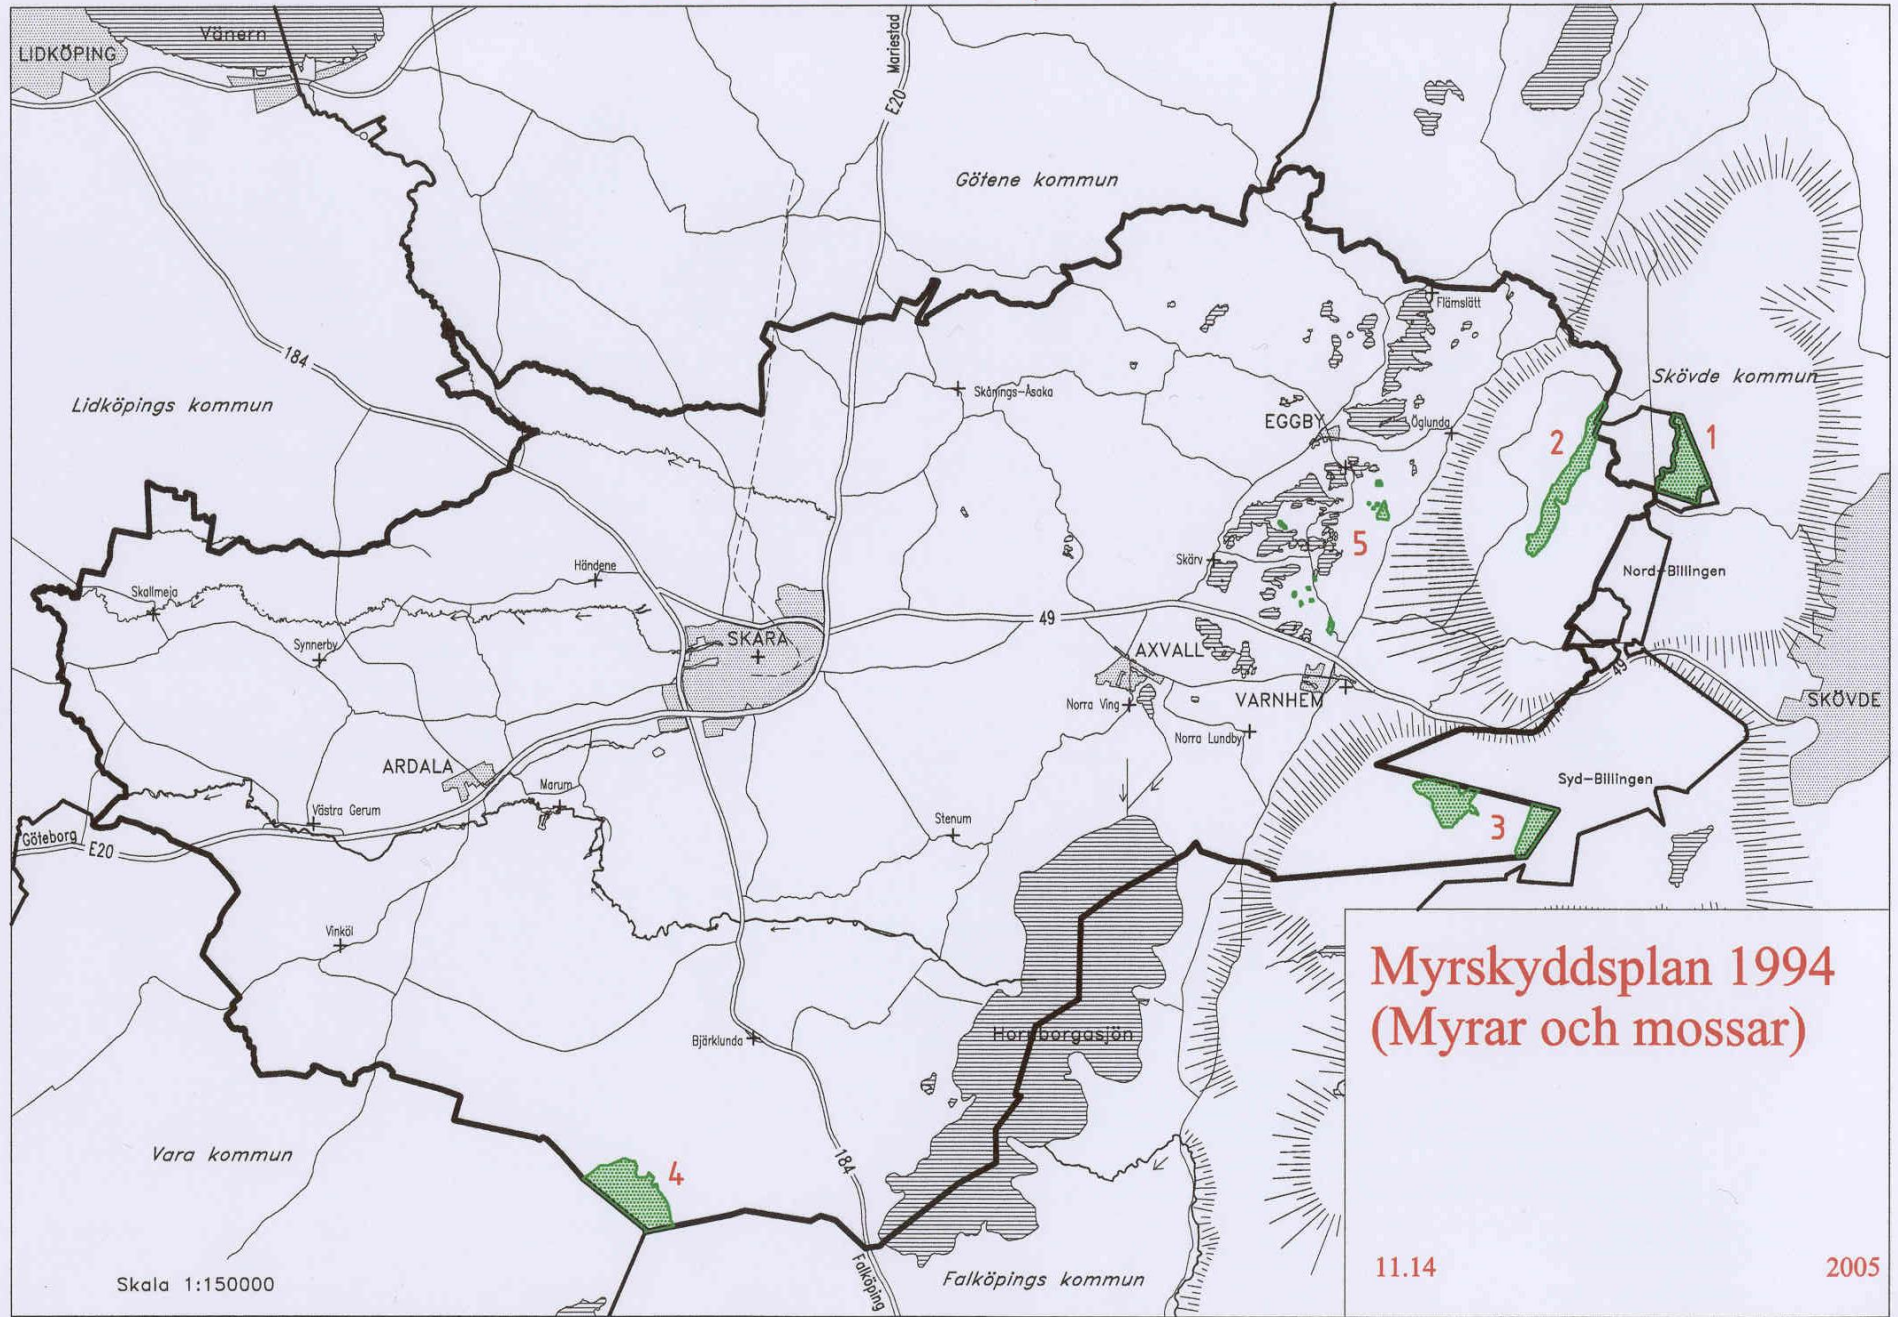 Vänern
LIDKÖPING
Mariestad
E20
Götene kommun
Flämslätt
184
Lidköpings kommun
Skånings-Åsaka
Skövde kommun
EGGBY
Öglunda
2
1
5
Skärv
Nord-Billingen
Händene
Skallmeja
Synnerby
SKARA
49
AXVALL
VARNHEM
49
SKÖVDE
Norra Ving
Norra Lundby
ARDALA
Marum
Syd-Billingen
Västra Gerum
Stenum
3
Göteborg
E20
Vinköl
Bjärklunda
Hornborgasjön
Myrskyddsplan 1994
(Myrar och mossar)
Vara kommun
4
184
Falköping
Falköpings kommun
Skala 1:150000
11.14
2005